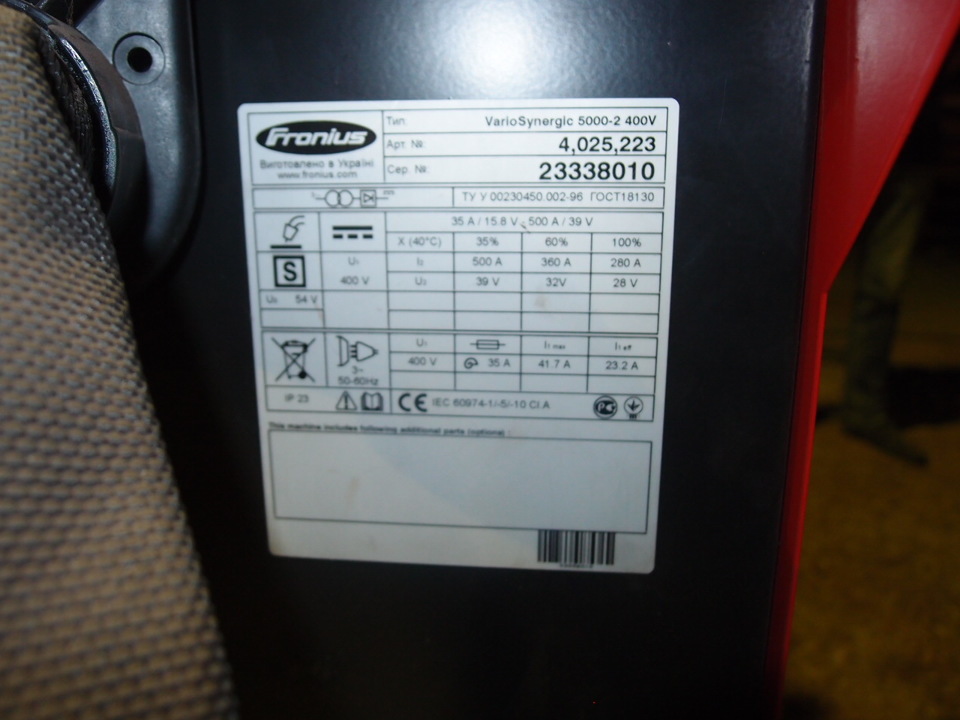 Fronius
Виготовлено в Україні
www.fronius.com
Тип. VarioSynergic 5000-2 400V
Арт. №: 4,025,223
Сер. №. 23338010
ТУ У 00230450.002-96 ГОСТ18130
35 A / 15.8 V - 500 A / 39 V
X (40°C) 35% 60% 100%
U₁ I₂ 500 A 360 A 280 A
S 400 V U₂ 39 V 32V 28 V
U₀ 54 V
U₁ I₁ max I₁ eff
3~ 400 V 35 A 41.7 A 23.2 A
50-60Hz
IP 23 CE IEC 60974-1/-5/-10 Cl.A
This machine includes following additional parts (optional)